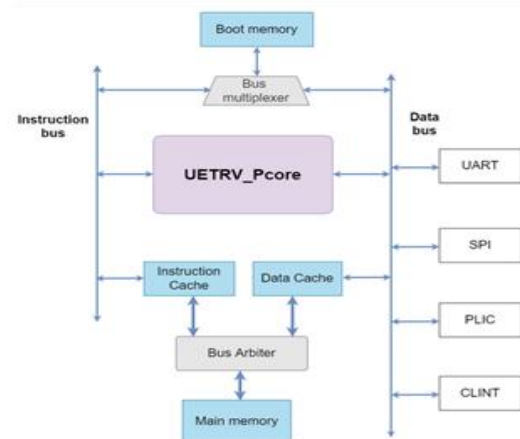 Boot memory
Bus
multiplexer
Instruction
bus
Data
bus
UETRV_Pcore
UART
SPI
Instruction
Cache
Data Cache
PLIC
Bus Arbiter
CLINT
Main memory